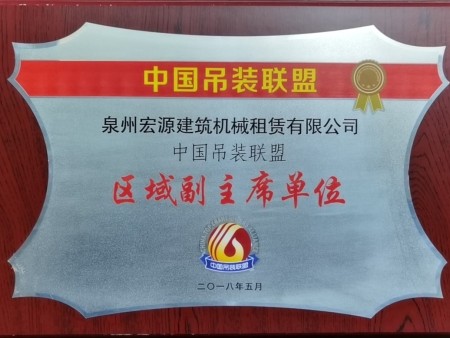 中国吊装联盟
泉州宏源建筑机械租赁有限公司
中国吊装联盟
区域副主席单位
中国吊装联盟
二〇一八年五月